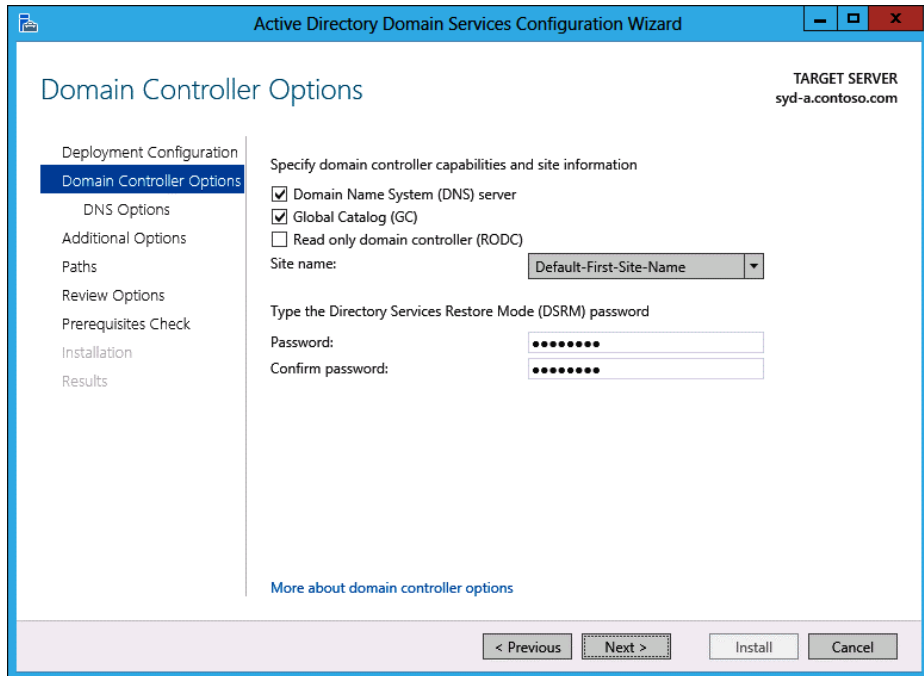 Active Directory Domain Services Configuration Wizard
Domain Controller Options
TARGET SERVER
syd-a.contoso.com
Deployment Configuration
Domain Controller Options
DNS Options
Additional Options
Paths
Review Options
Prerequisites Check
Installation
Results
Specify domain controller capabilities and site information
Domain Name System (DNS) server
Global Catalog (GC)
Read only domain controller (RODC)
Site name: Default-First-Site-Name
Type the Directory Services Restore Mode (DSRM) password
Password: ●●●●●●●●
Confirm password: ●●●●●●●●
More about domain controller options
< Previous Next > Install Cancel